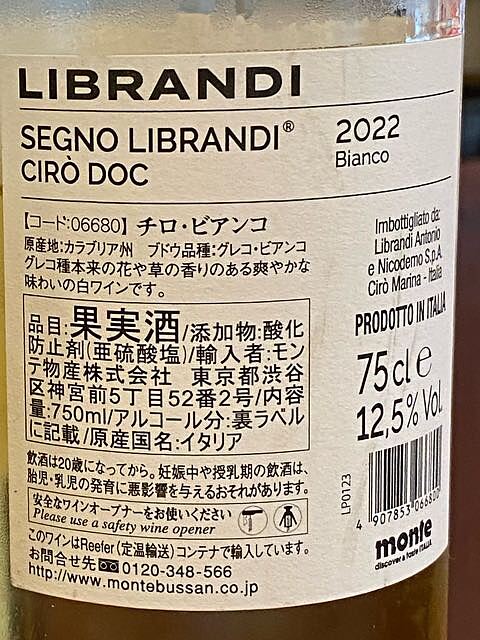 LIBRANDI
SEGNO LIBRANDI®
CIRÒ DOC
2022
Bianco
【コード:06680】チロ・ビアンコ
原産地:カラブリア州 ブドウ品種:グレコ・ビアンコ
グレコ種本来の花や草の香りのある爽やかな
味わいの白ワインです。
品目:果実酒/添加物:酸化
防止剤(亜硫酸塩)/輸入者:モン
テ物産株式会社 東京都渋谷
区神宮前5丁目52番2号/内容
量:750ml/アルコール分:裏ラベル
に記載/原産国名:イタリア
飲酒は20歳になってから。妊娠中や授乳期の飲酒は、
胎児・乳児の発育に悪影響を与えるおそれがあります。
安全なワインオープナーをお使いください
Please use a safety wine opener
このワインはReefer(定温輸送)コンテナで輸入しています。
お問合せ先 0120-348-566
http://www.montebussan.co.jp
Imbottigliato da:
Librandi Antonio
e Nicodemo S.p.A.
Cirò Marina - Italia
PRODOTTO IN ITALIA
75 cl e
12,5% Vol
LP0123
4 907853 06680
monte
discover a taste ITALIA